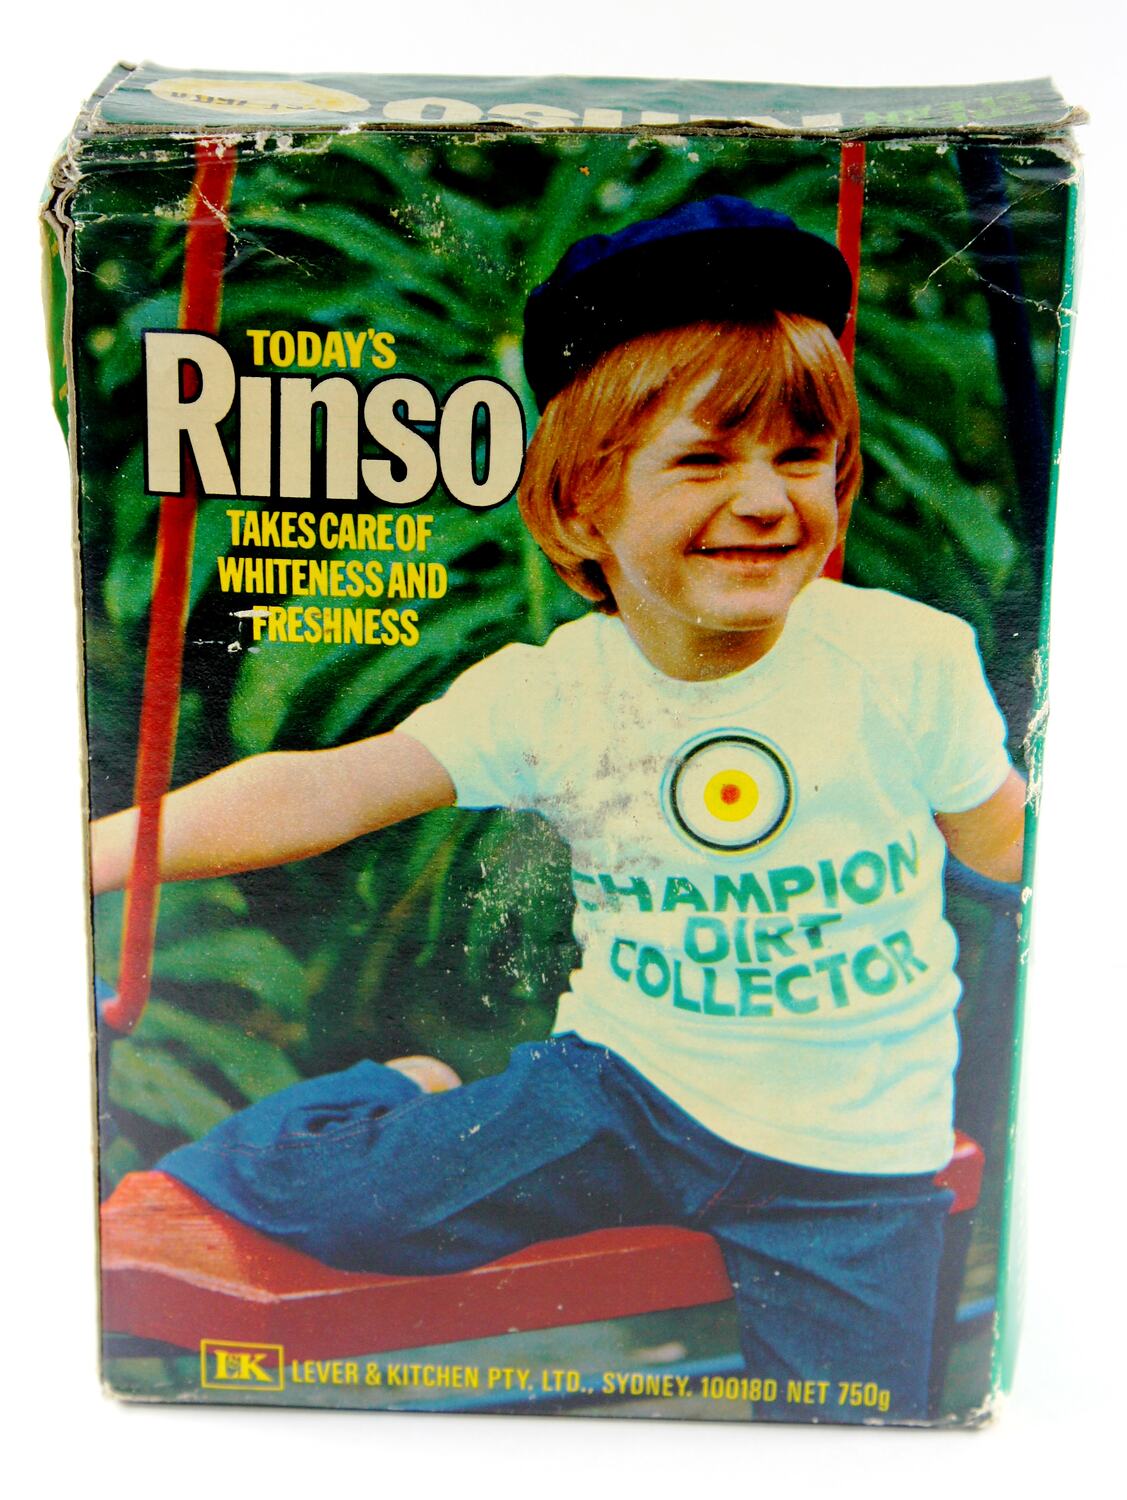 Rinso
TODAY'S
Rinso
TAKES CARE OF
WHITENESS AND
FRESHNESS
CHAMPION
DIRT
COLLECTOR
L&K LEVER & KITCHEN PTY. LTD., SYDNEY. 10018D NET 750g